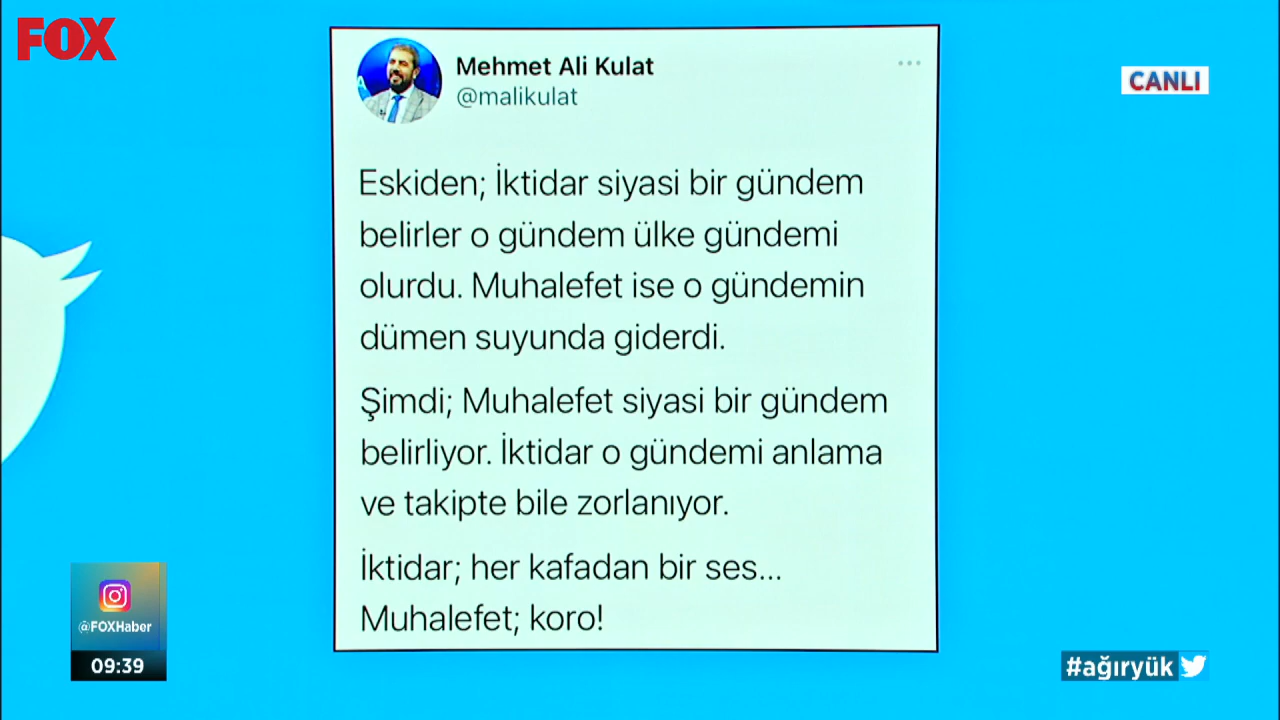 FOX
Mehmet Ali Kulat
@malikulat
CANLI
Eskiden; İktidar siyasi bir gündem
belirler o gündem ülke gündemi
olurdu. Muhalefet ise o gündemin
dümen suyunda giderdi.
Şimdi; Muhalefet siyasi bir gündem
belirliyor. İktidar o gündemi anlama
ve takipte bile zorlanıyor.
İktidar; her kafadan bir ses...
Muhalefet; koro!
@FOXHaber
09:39
#ağıryük